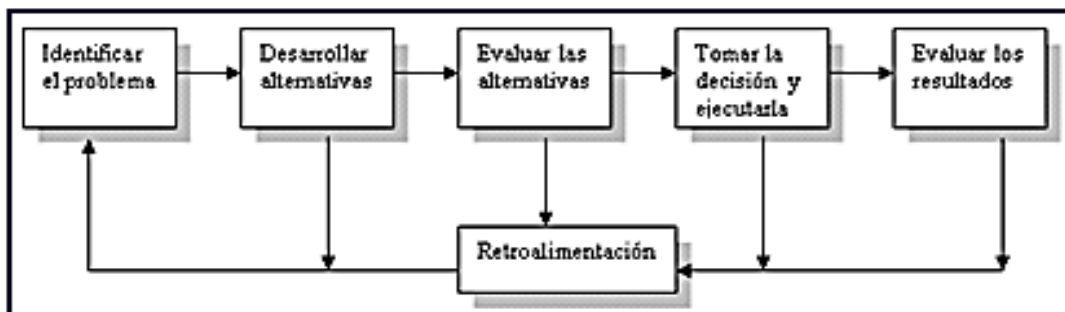 Identificar
el problema
Desarrollar
alternativas
Evaluar las
alternativas
Tomar la
decisión y
ejecutarla
Evaluar los
resultados
Retroalimentación